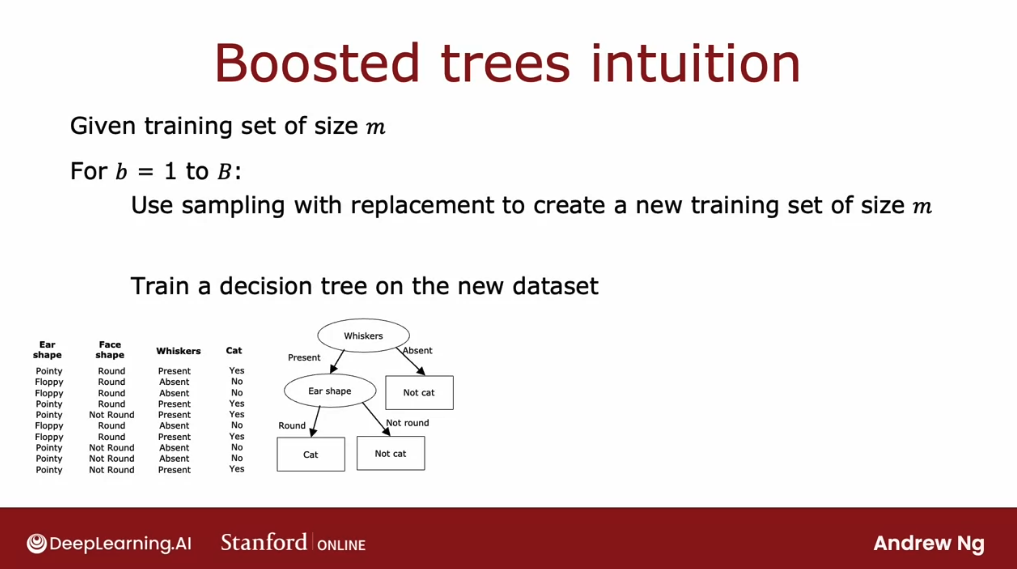 Boosted trees intuition
Given training set of size m
For b = 1 to B:
Use sampling with replacement to create a new training set of size m
Train a decision tree on the new dataset
Ear shape Face shape Whiskers Cat
Pointy Round Present Yes
Floppy Round Absent No
Floppy Round Absent No
Pointy Round Present Yes
Pointy Not Round Present Yes
Floppy Round Absent No
Floppy Round Present Yes
Pointy Not Round Absent No
Pointy Not Round Absent No
Pointy Not Round Present Yes
Whiskers
Present Absent
Ear shape Not cat
Round Not round
Cat Not cat
DeepLearning.AI Stanford ONLINE Andrew Ng